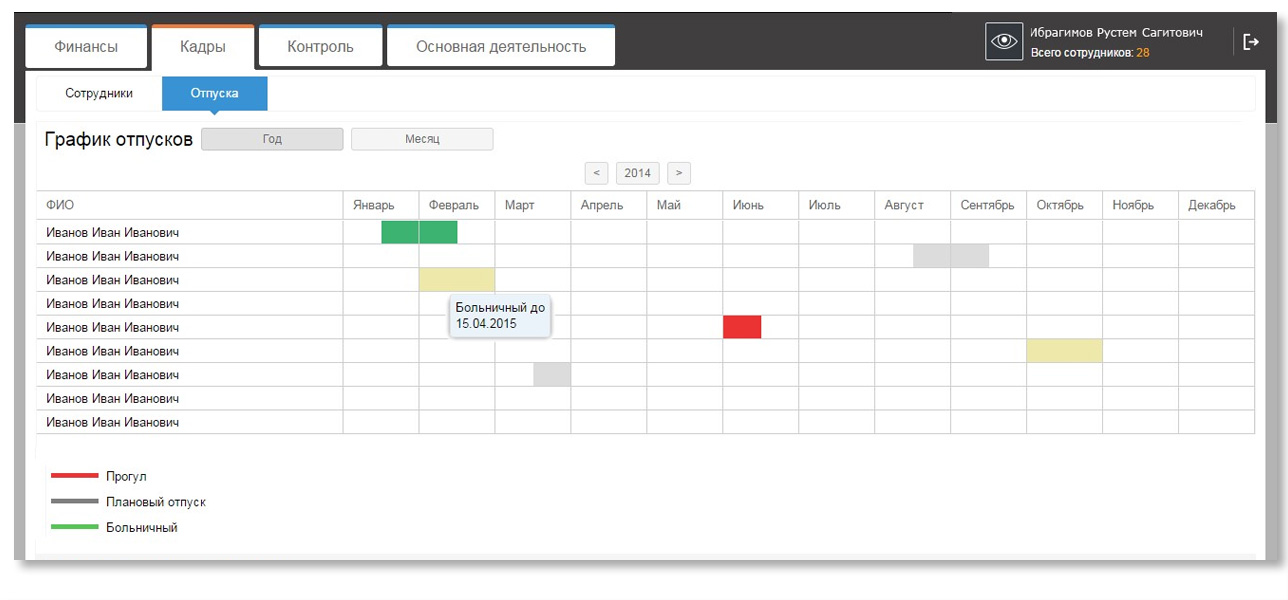 Финансы Кадры Контроль Основная деятельность
Ибрагимов Рустем Сагитович
Всего сотрудников: 28
Сотрудники Отпуска
График отпусков Год Месяц
< 2014 >
ФИО Январь Февраль Март Апрель Май Июнь Июль Август Сентябрь Октябрь Ноябрь Декабрь
Иванов Иван Иванович
Иванов Иван Иванович
Иванов Иван Иванович
Иванов Иван Иванович
Больничный до
15.04.2015
Иванов Иван Иванович
Иванов Иван Иванович
Иванов Иван Иванович
Иванов Иван Иванович
Иванов Иван Иванович
Прогул
Плановый отпуск
Больничный